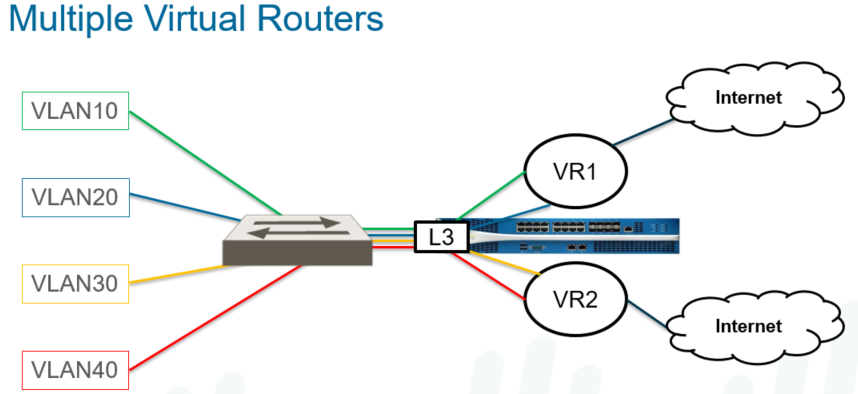 Multiple Virtual Routers
VLAN10
VLAN20
VLAN30
VLAN40
L3
VR1
VR2
Internet
Internet